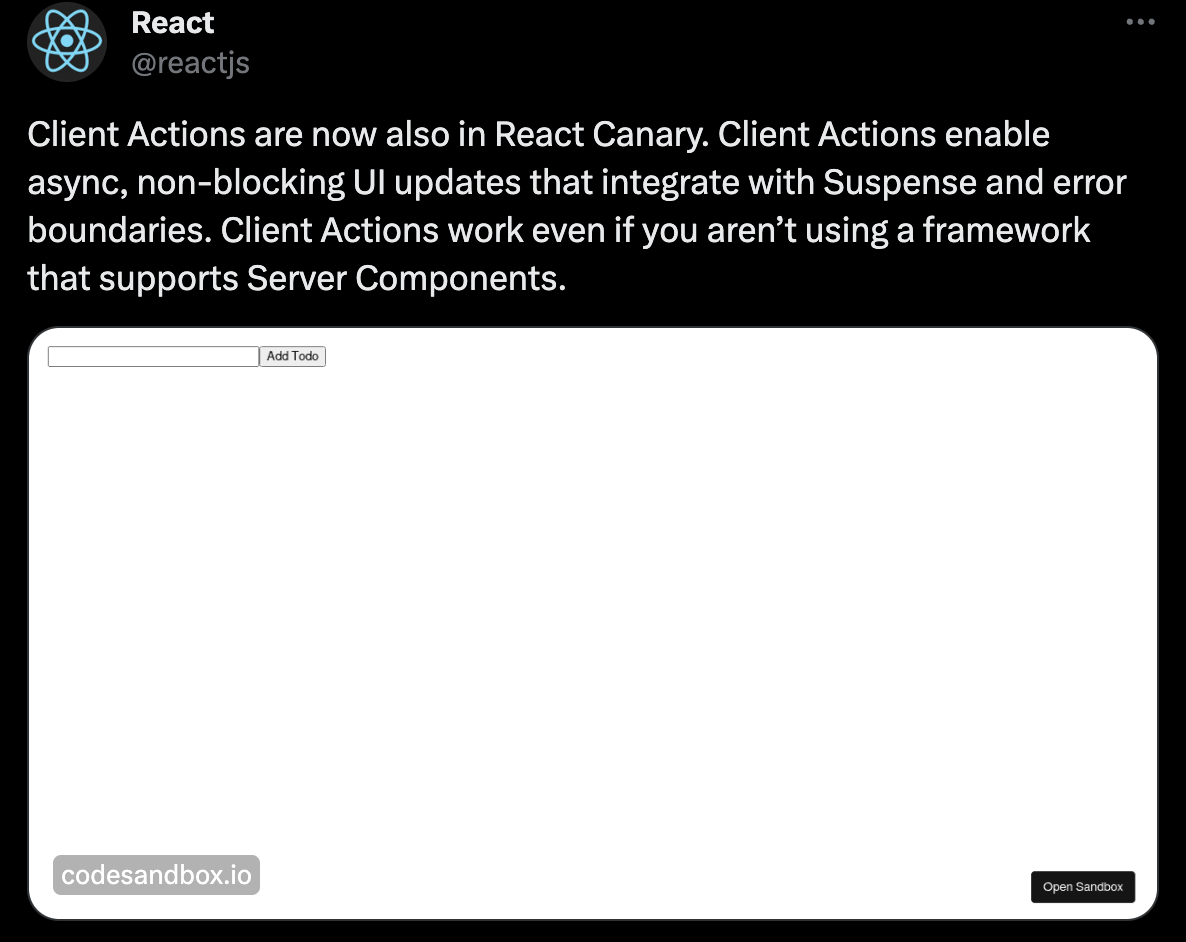 React
@reactjs
Client Actions are now also in React Canary. Client Actions enable
async, non-blocking UI updates that integrate with Suspense and error
boundaries. Client Actions work even if you aren’t using a framework
that supports Server Components.
Add Todo
codesandbox.io
Open Sandbox